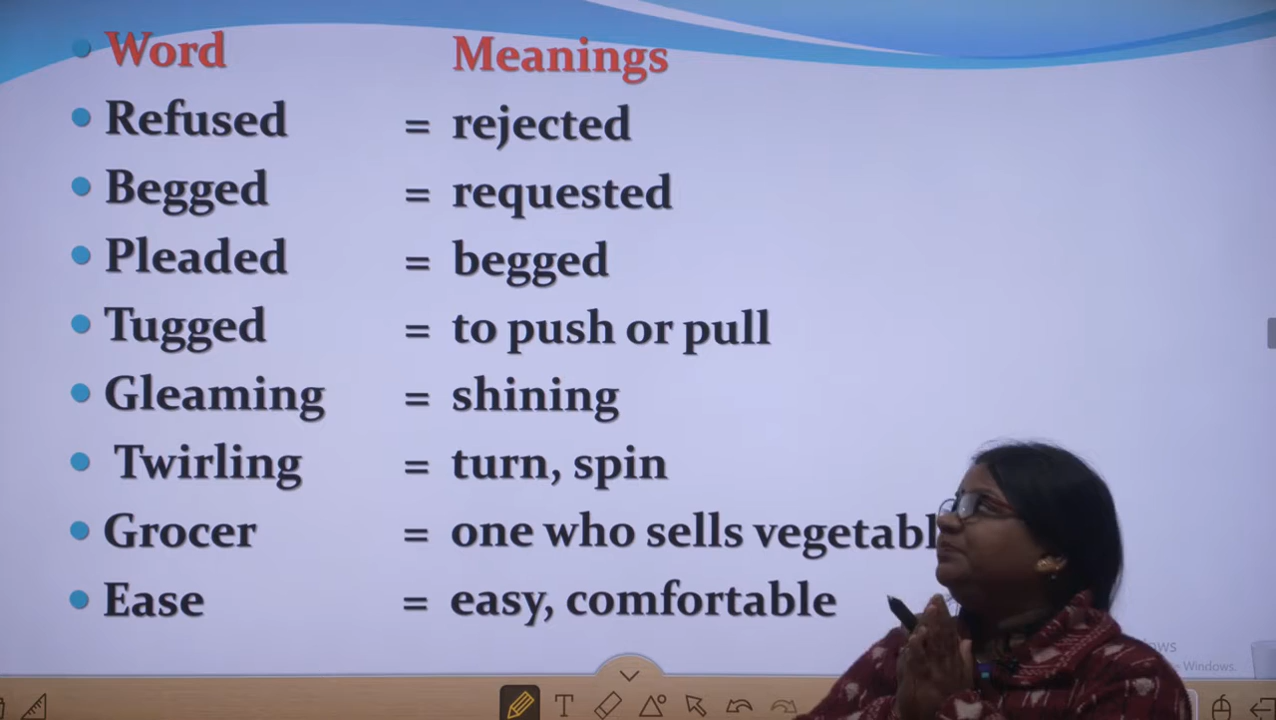 Word Meanings
Refused = rejected
Begged = requested
Pleaded = begged
Tugged = to push or pull
Gleaming = shining
Twirling = turn, spin
Grocer = one who sells
Ease = easy, comfortable
Windows.